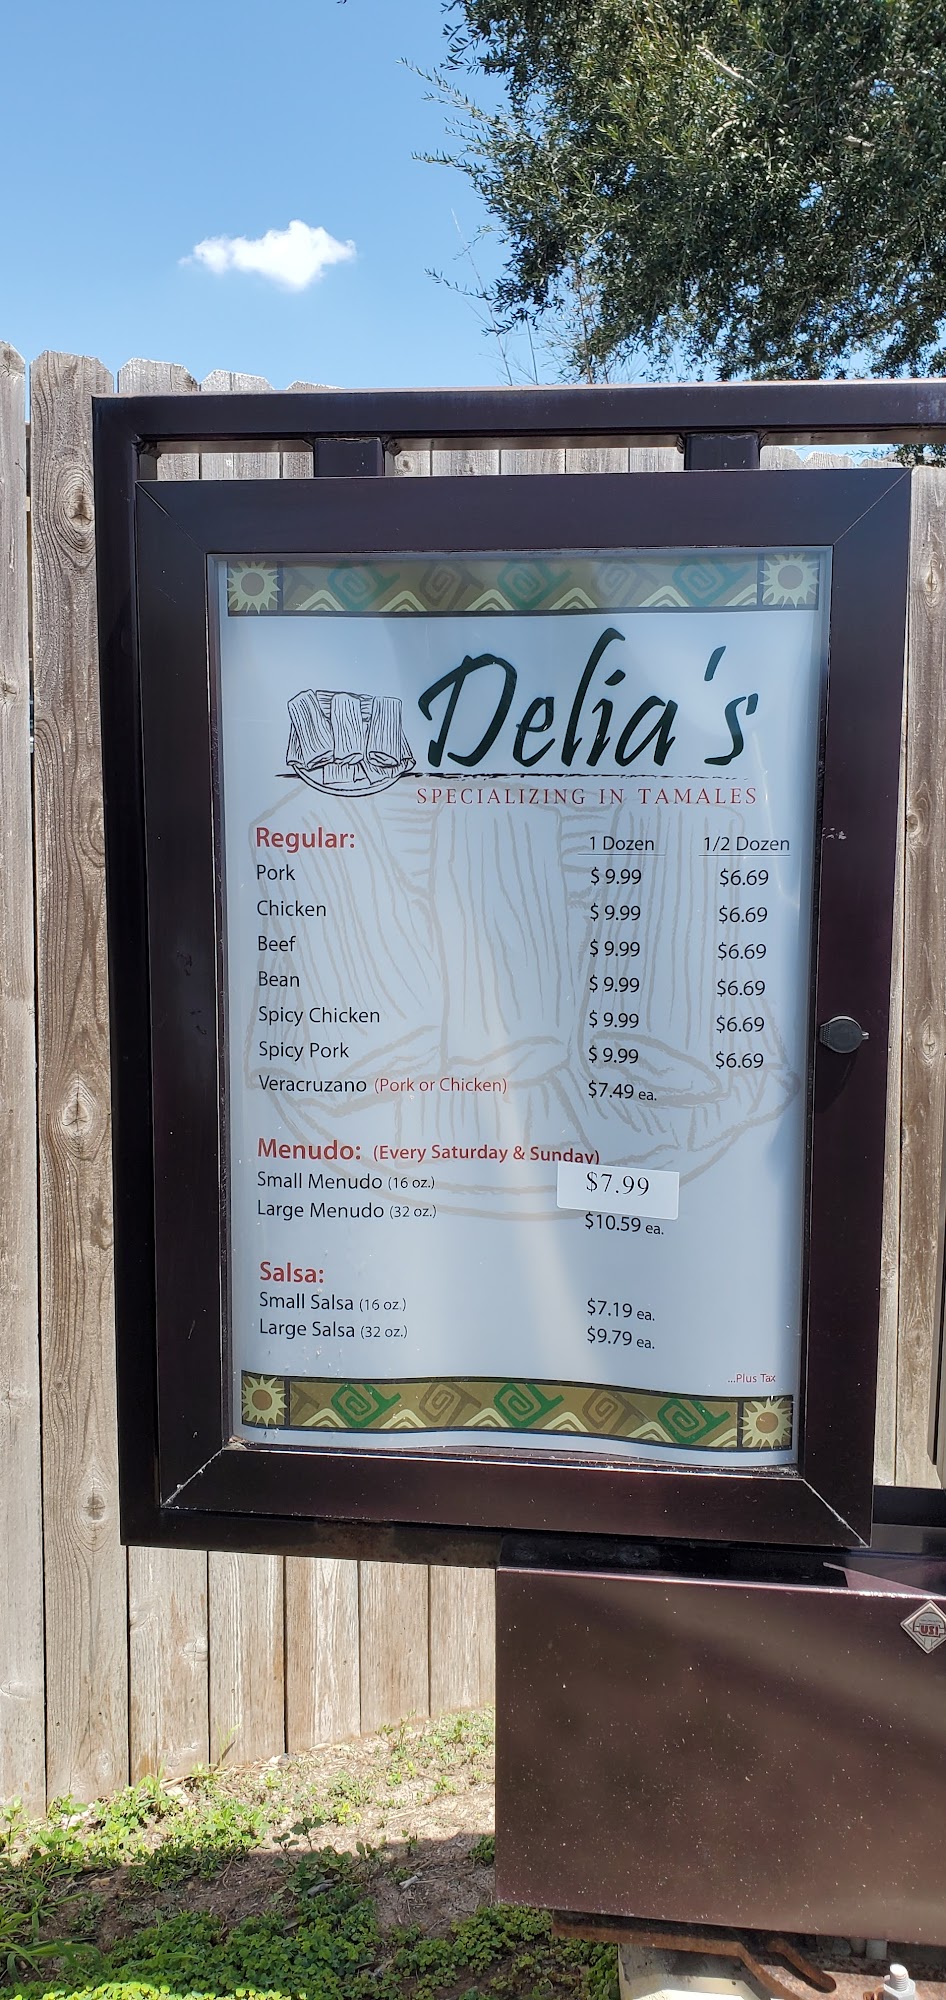 Delia's
SPECIALIZING IN TAMALES
Regular: 1 Dozen 1/2 Dozen
Pork $ 9.99 $6.69
Chicken $ 9.99 $6.69
Beef $ 9.99 $6.69
Bean $ 9.99 $6.69
Spicy Chicken $ 9.99 $6.69
Spicy Pork $ 9.99 $6.69
Veracruzano (Pork or Chicken) $7.49 ea.
Menudo: (Every Saturday & Sunday)
Small Menudo (16 oz.) $7.99
Large Menudo (32 oz.) $10.59 ea.
Salsa:
Small Salsa (16 oz.) $7.19 ea.
Large Salsa (32 oz.) $9.79 ea.
...Plus Tax
USI